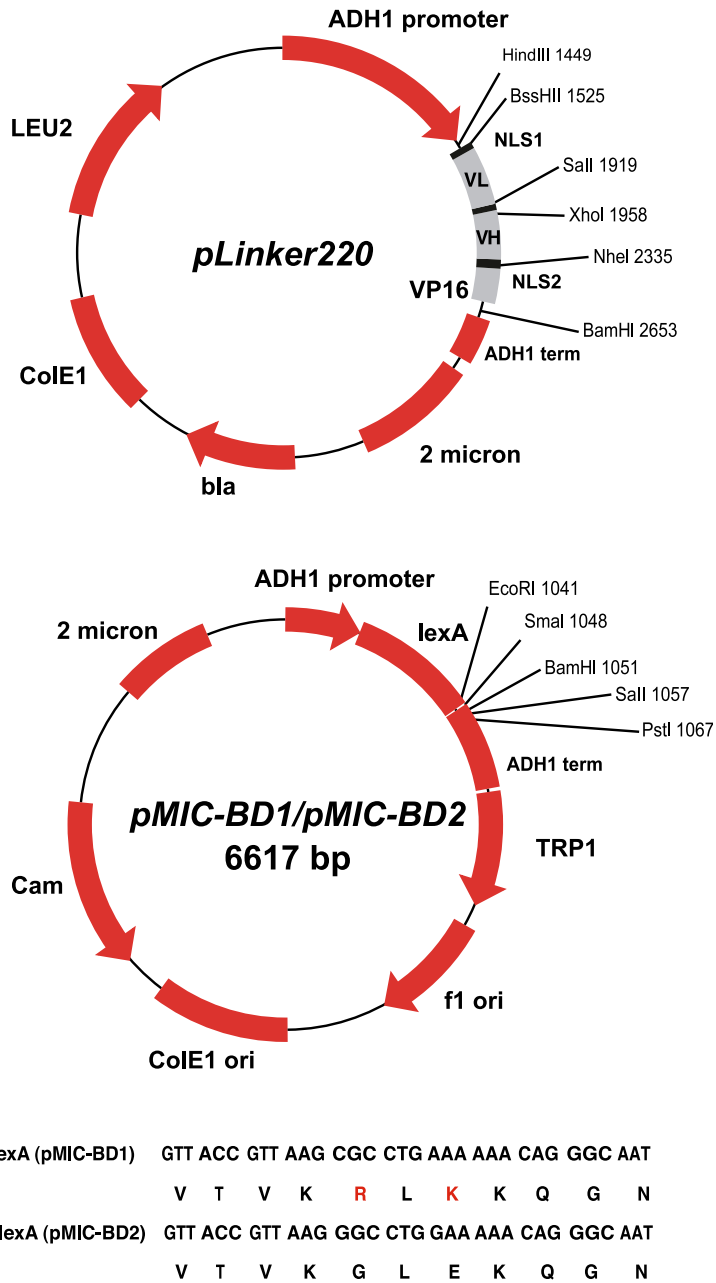 ADH1 promoter
HindIII 1449
BssHII 1525
LEU2
NLS1
VL
SalI 1919
XhoI 1958
VH
pLinker220
NheI 2335
NLS2
VP16
BamHI 2653
ADH1 term
ColE1
2 micron
bla
ADH1 promoter
EcoRI 1041
2 micron
lexA
SmaI 1048
BamHI 1051
SalI 1057
PstI 1067
ADH1 term
pMIC-BD1/pMIC-BD2
6617 bp
TRP1
Cam
f1 ori
ColE1 ori
exA (pMIC-BD1) GTT ACC GTT AAG CGC CTG AAA AAA CAG GGC AAT
V T V K R L K K Q G N
lexA (pMIC-BD2) GTT ACC GTT AAG GGC CTG GAA AAA CAG GGC AAT
V T V K G L E K Q G N